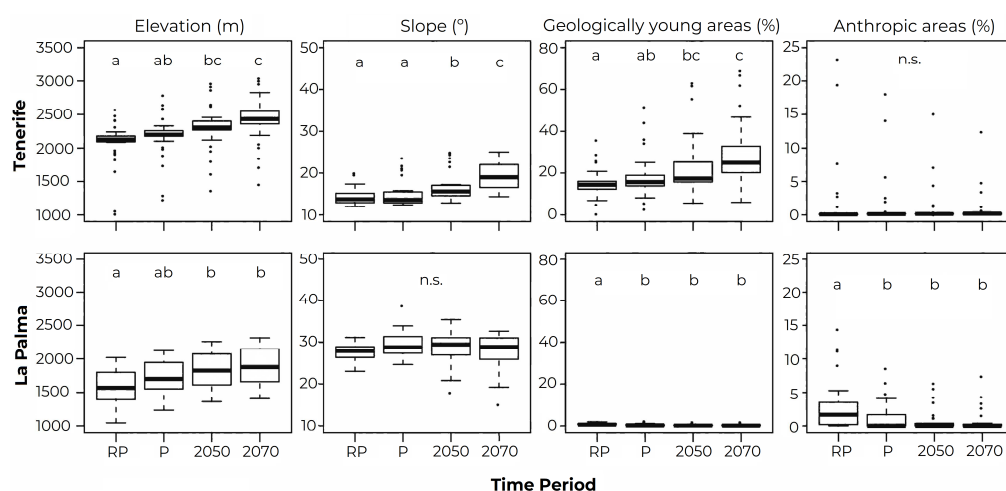 Elevation (m) Slope (º) Geologically young areas (%) Anthropic areas (%)
Tenerife
3500 3000 2500 2000 1500 1000
a ab bc c
50 40 30 20 10
a a b c
80 60 40 20 0
a ab bc c
25 20 15 10 5 0
n.s.
La Palma
3500 3000 2500 2000 1500 1000
a ab b b
50 40 30 20 10
n.s.
80 60 40 20 0
a b b b
25 20 15 10 5 0
a b b b
RP P 2050 2070 RP P 2050 2070 RP P 2050 2070 RP P 2050 2070
Time Period